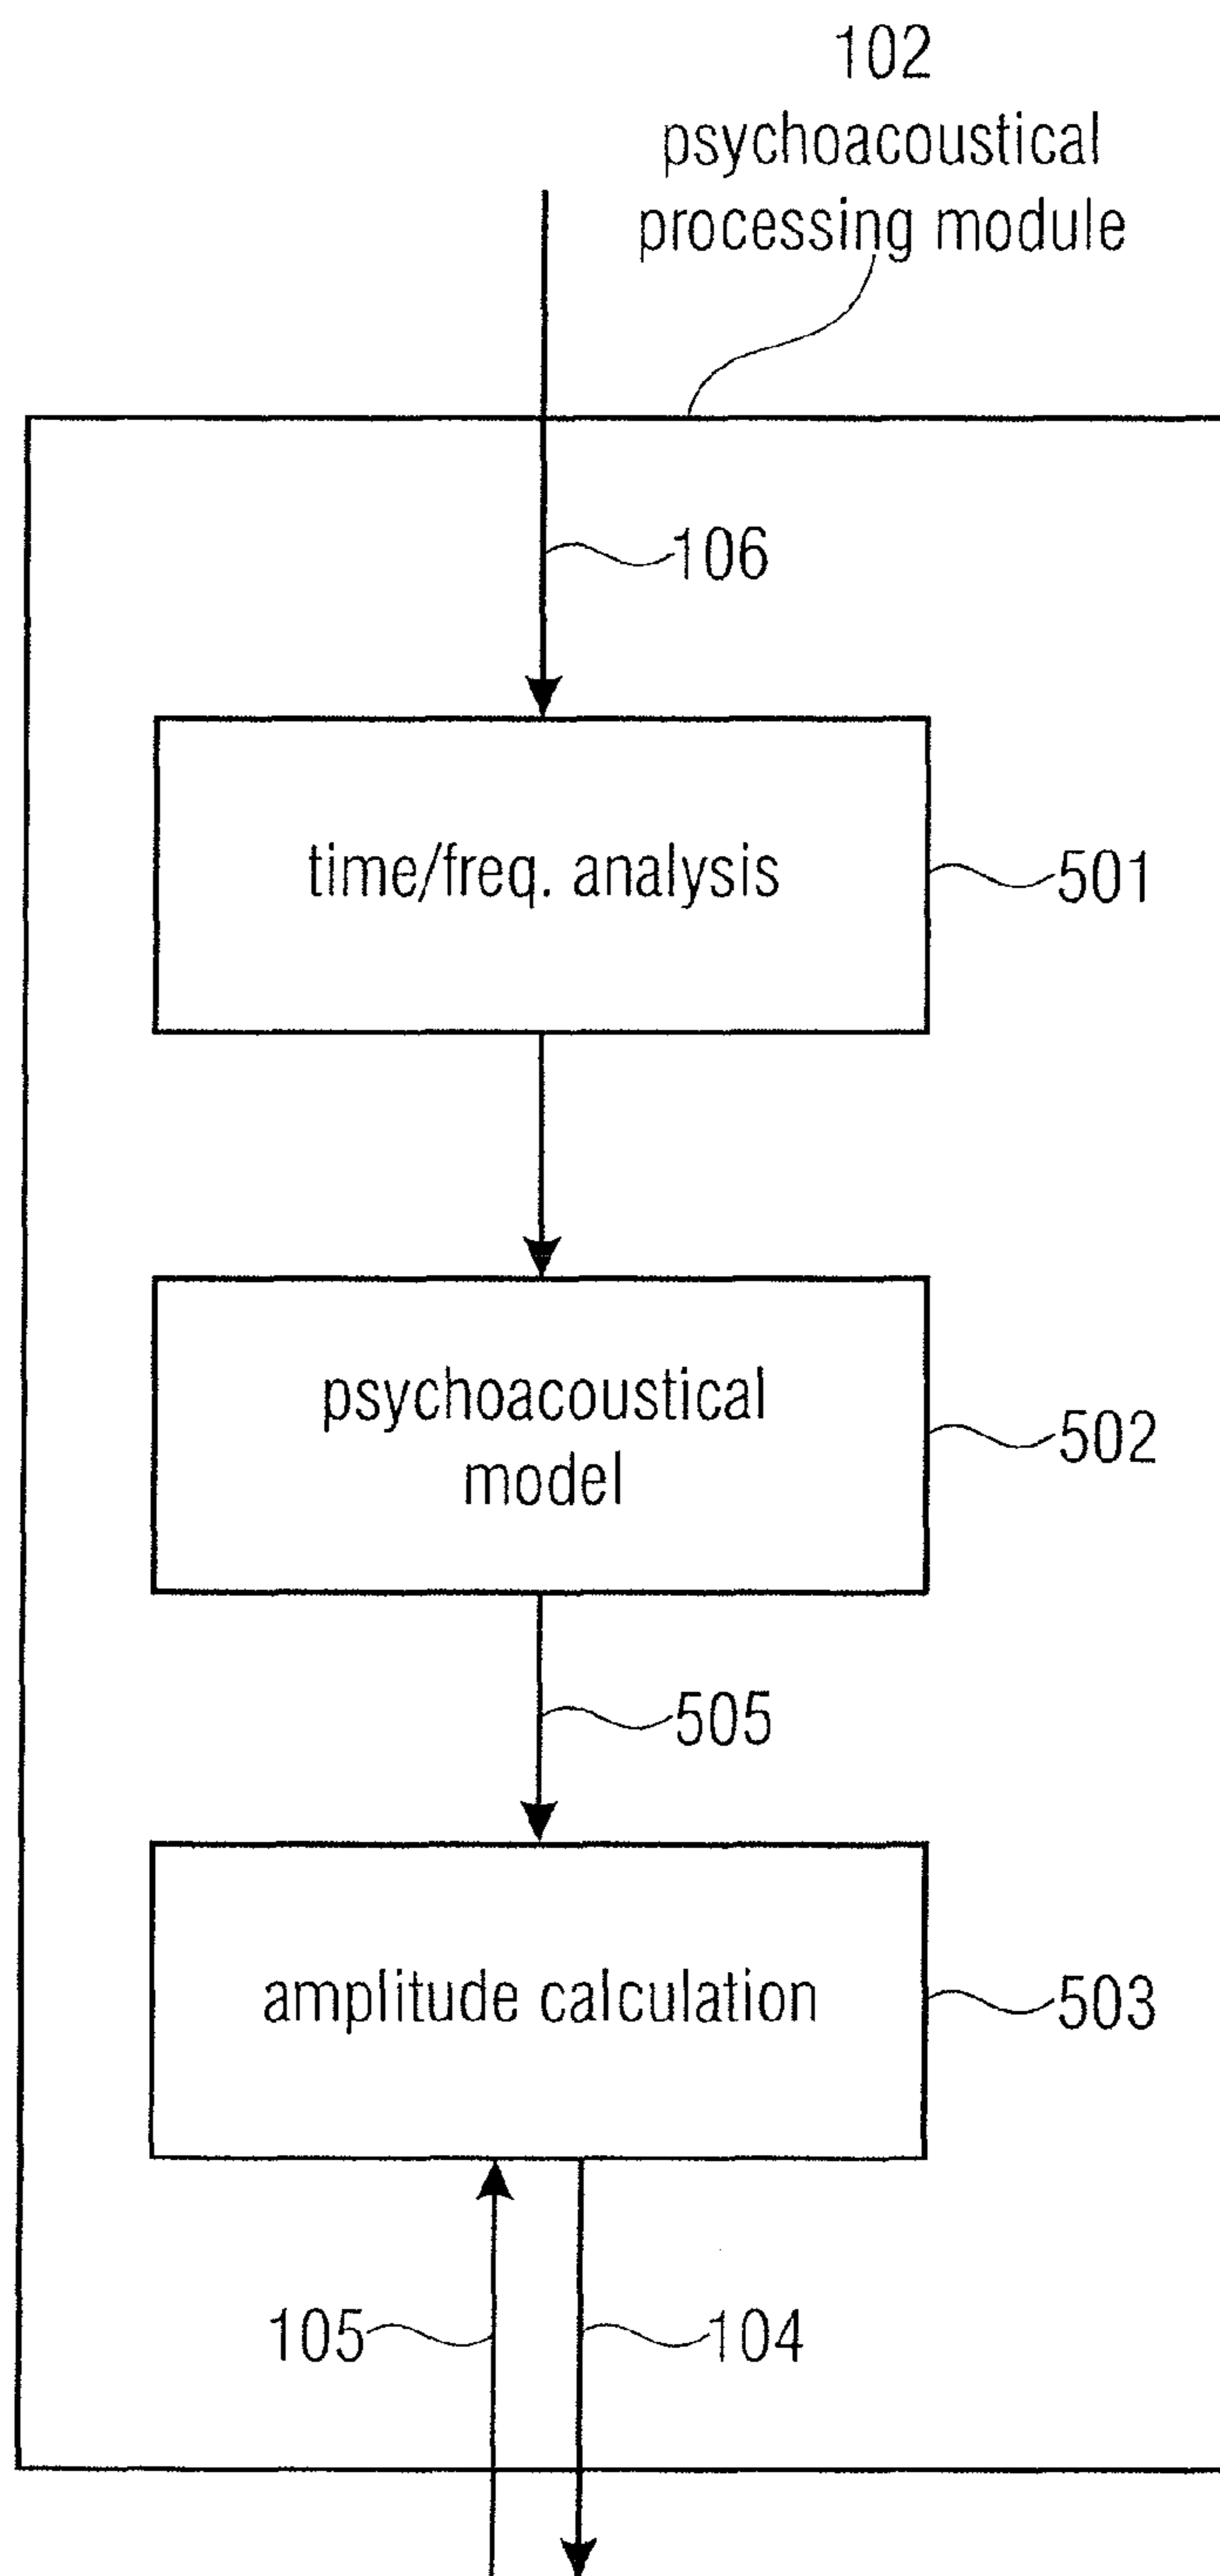 102
psychoacoustical
processing module
106
time/freq. analysis
501
psychoacoustical
model
502
505
amplitude calculation
503
105
104